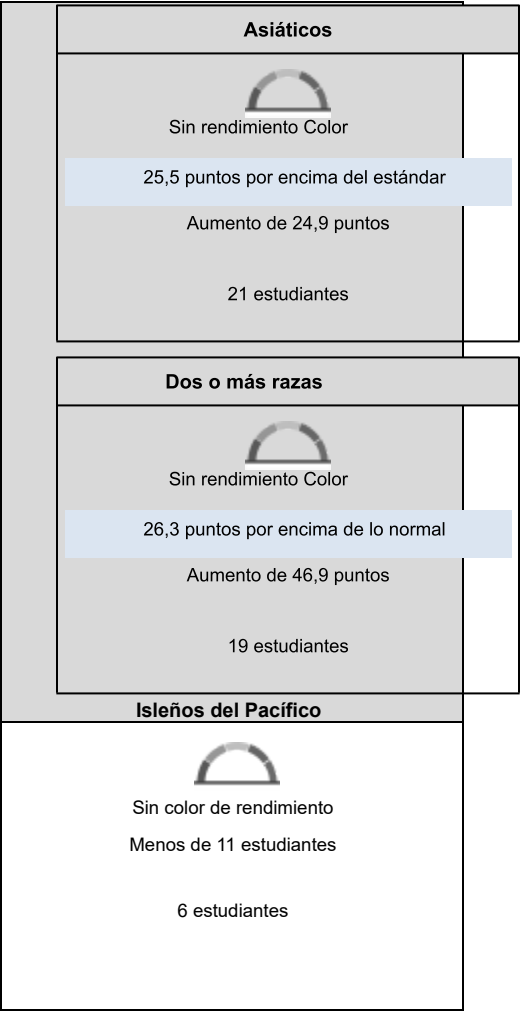 Asiáticos
Sin rendimiento Color
25,5 puntos por encima del estándar
Aumento de 24,9 puntos
21 estudiantes
Dos o más razas
Sin rendimiento Color
26,3 puntos por encima de lo normal
Aumento de 46,9 puntos
19 estudiantes
Isleños del Pacífico
Sin color de rendimiento
Menos de 11 estudiantes
6 estudiantes